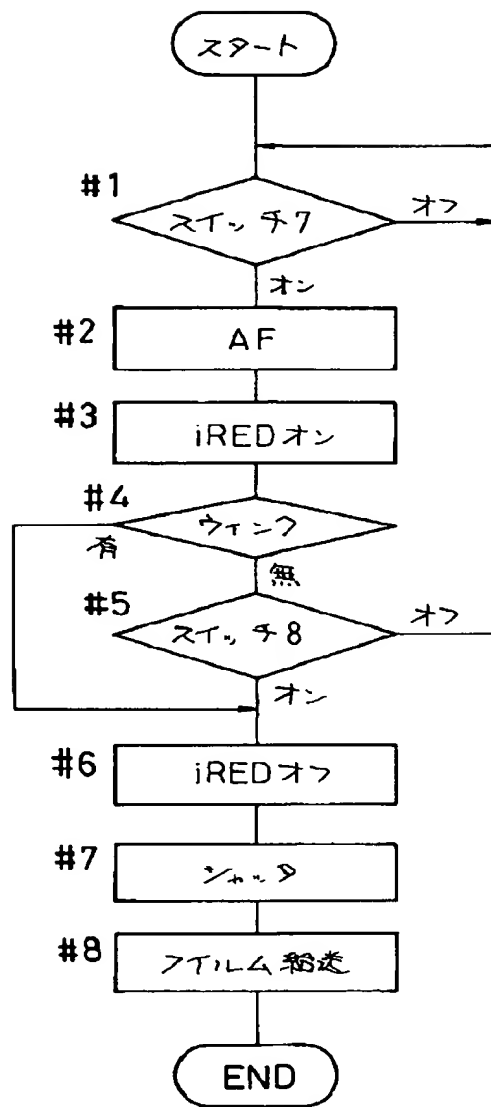 スタート
#1
スイッチ7
オフ
オン
#2
AF
#3
iREDオン
#4
ウィンク
有
無
#5
スイッチ8
オフ
オン
#6
iREDオフ
#7
シャッタ
#8
フイルム給送
END